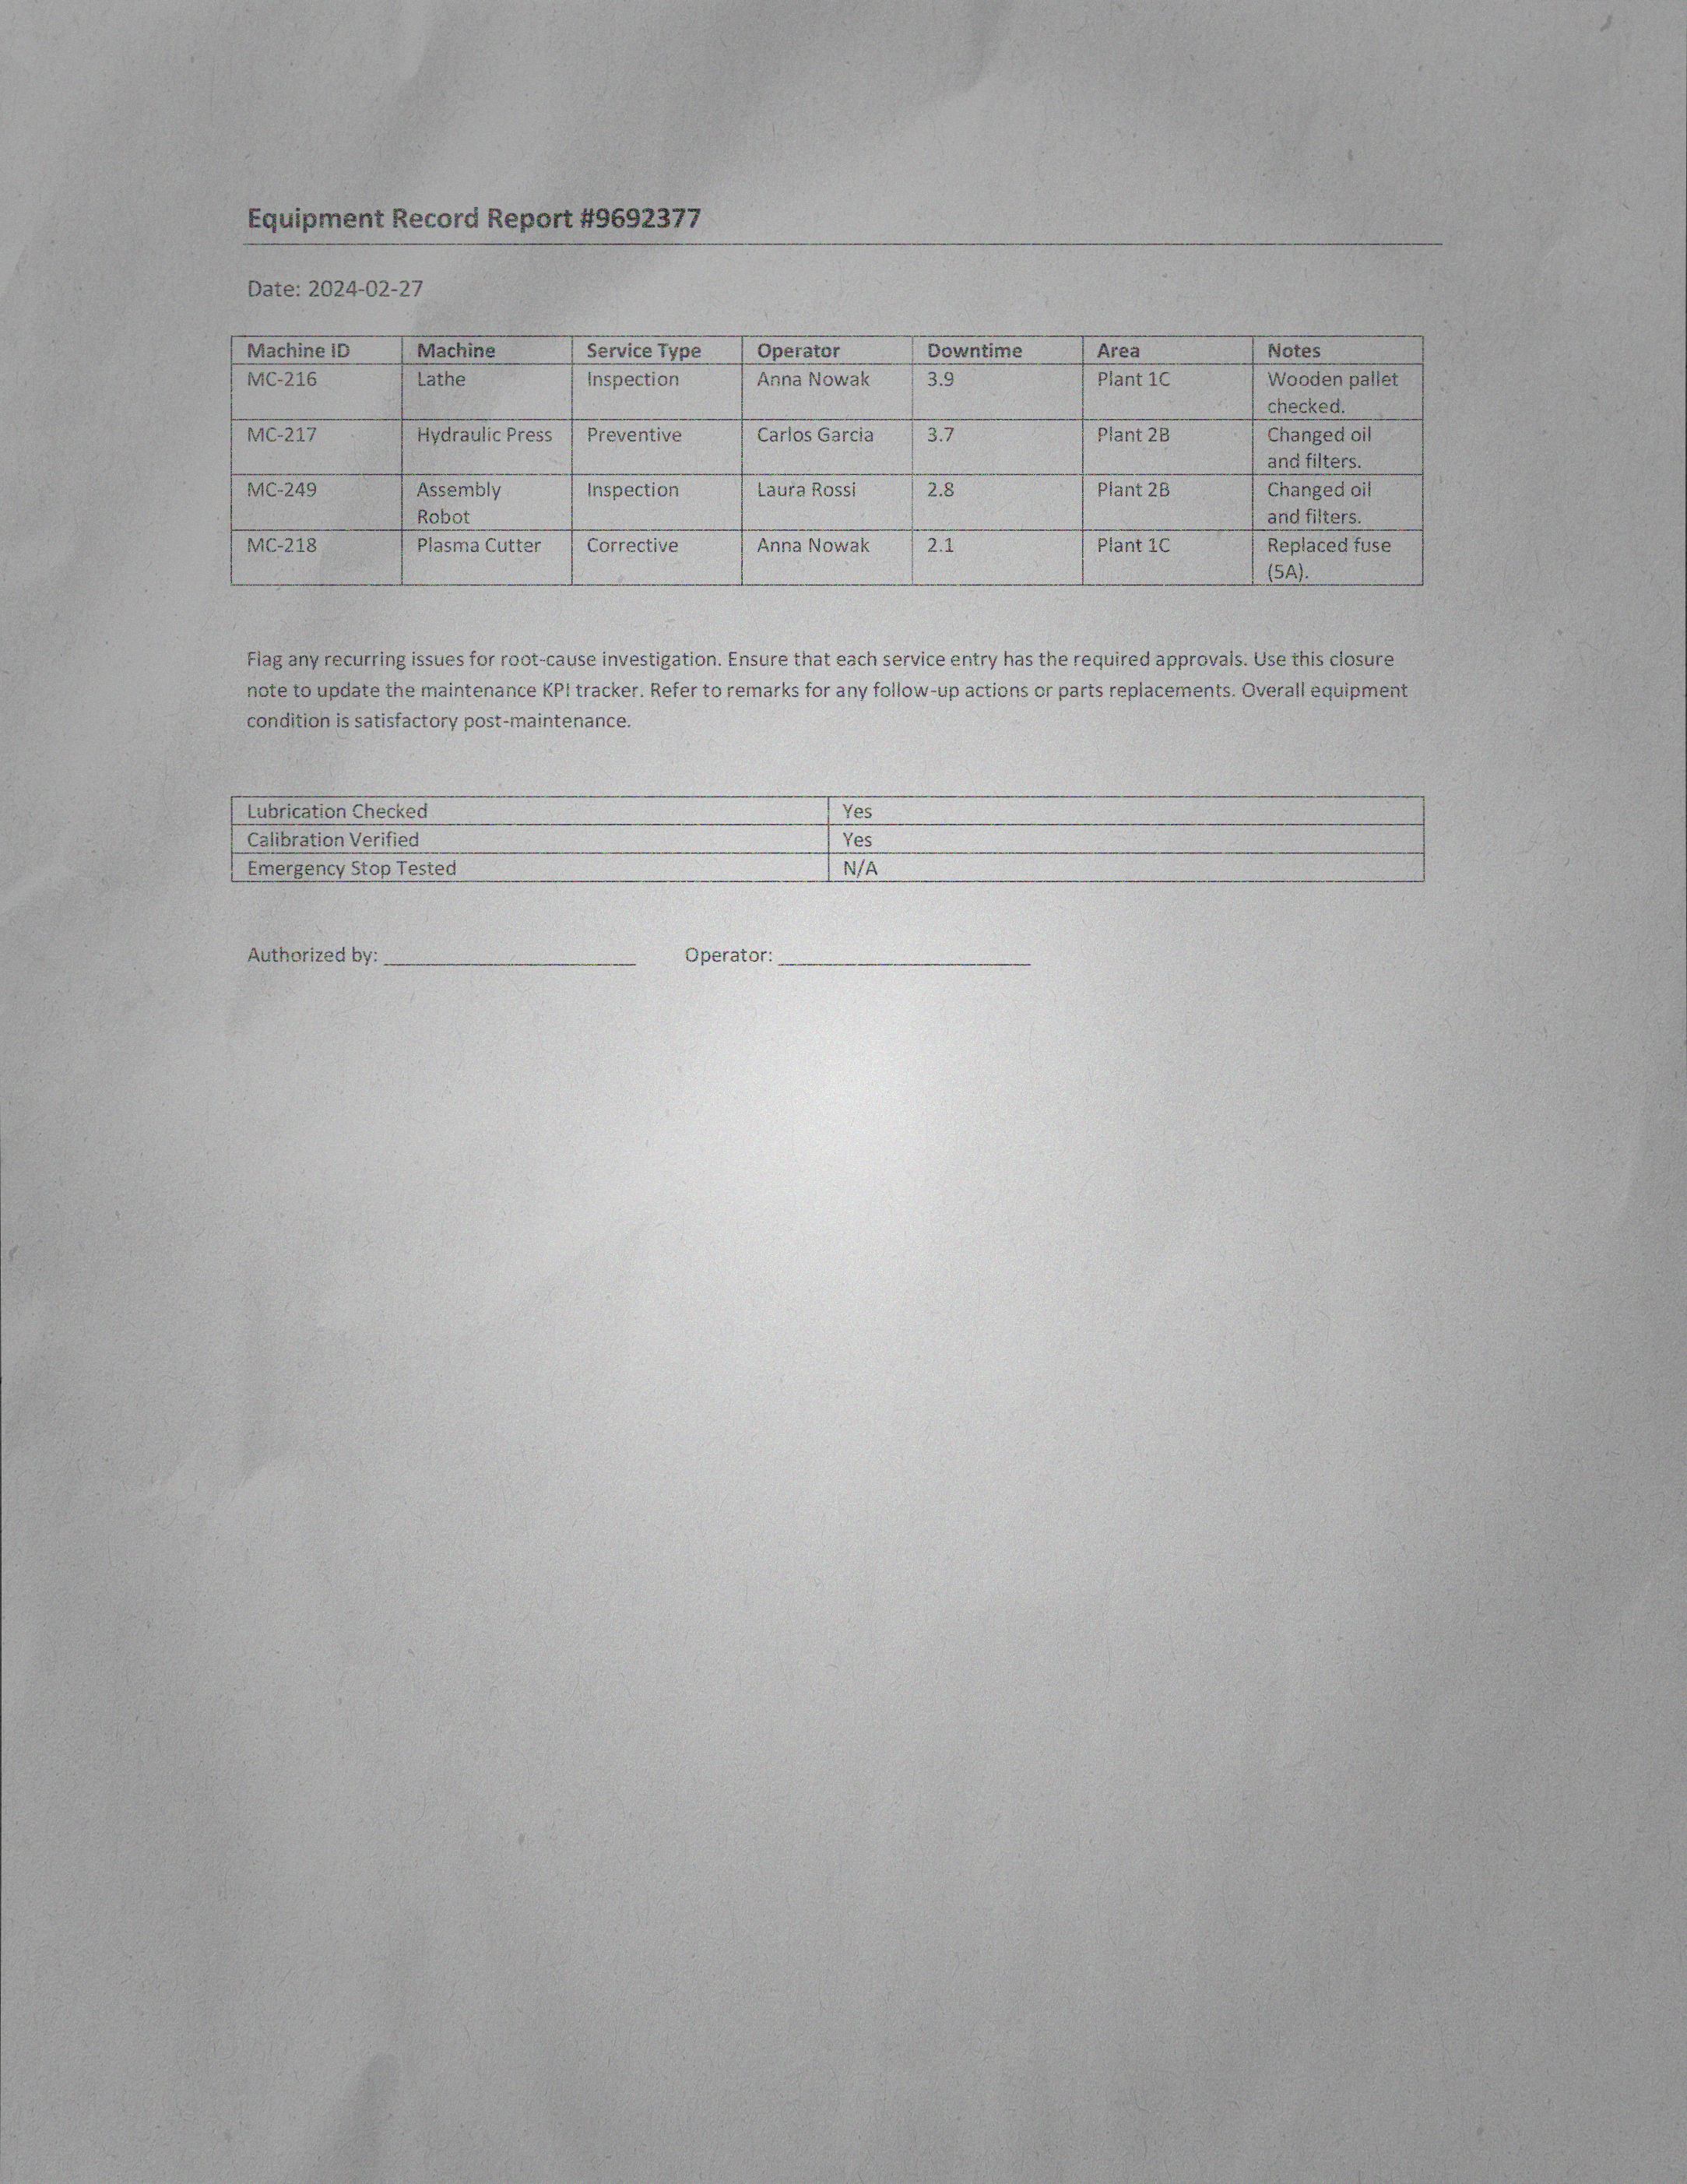 Equipment Record Report #9692377
Date: 2024-02-27
Machine ID Machine Service Type Operator Downtime Area Notes
MC-216 Lathe Inspection Anna Nowak 3.9 Plant 1C Wooden pallet
checked.
MC-217 Hydraulic Press Preventive Carlos Garcia 3.7 Plant 2B Changed oil
and filters.
MC-249 Assembly Inspection Laura Rossi 2.8 Plant 2B Changed oil
Robot and filters.
MC-218 Plasma Cutter Corrective Anna Nowak 2.1 Plant 1C Replaced fuse
(5A).
Flag any recurring issues for root-cause investigation. Ensure that each service entry has the required approvals. Use this closure
note to update the maintenance KPI tracker. Refer to remarks for any follow-up actions or parts replacements. Overall equipment
condition is satisfactory post-maintenance.
Lubrication Checked Yes
Calibration Verified Yes
Emergency Stop Tested N/A
Authorized by: ______________________ Operator: ______________________